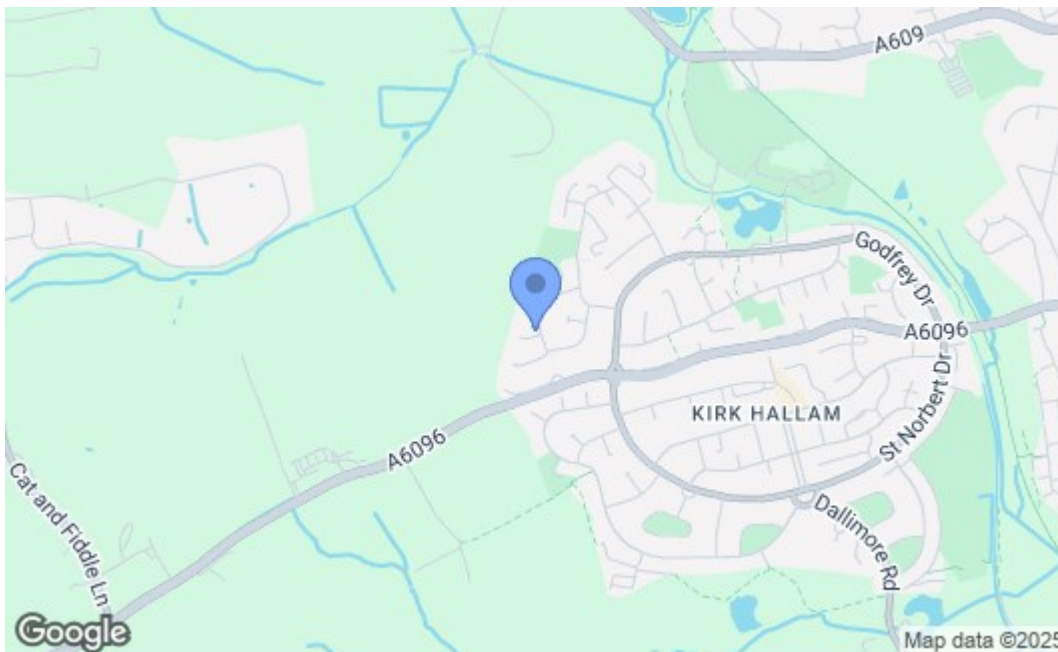 A609
Godfrey Dr
A6096
KIRK HALLAM
St Norbert Dr
A6096
Cat and Fiddle Ln
Dallimore Rd
Google
Map data ©2025